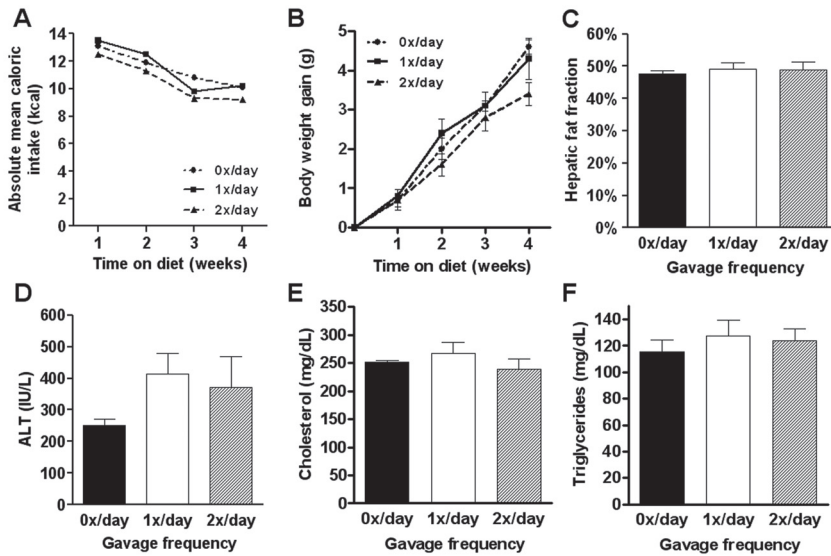 A
Absolute mean caloric
intake (kcal)
14
12
10
8
6
4
2
0
0x/day
1x/day
2x/day
1 2 3 4
Time on diet (weeks)
B
Body weight gain (g)
5
4
3
2
1
0
0x/day
1x/day
2x/day
1 2 3 4
Time on diet (weeks)
C
Hepatic fat fraction
60%
50%
40%
30%
20%
10%
0%
0x/day 1x/day 2x/day
Gavage frequency
D
ALT (IU/L)
600
500
400
300
200
100
0
0x/day 1x/day 2x/day
Gavage frequency
E
Cholesterol (mg/dL)
350
300
250
200
150
100
50
0
0x/day 1x/day 2x/day
Gavage frequency
F
Triglycerides (mg/dL)
140
120
100
80
60
40
20
0
0x/day 1x/day 2x/day
Gavage frequency